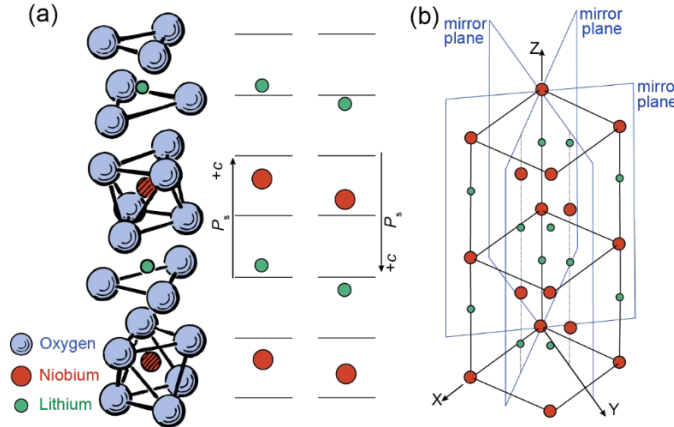 (a)
+c
Ps
Ps
+c
Oxygen
Niobium
Lithium
(b)
mirror
plane
Z
mirror
plane
mirror
plane
X
Y